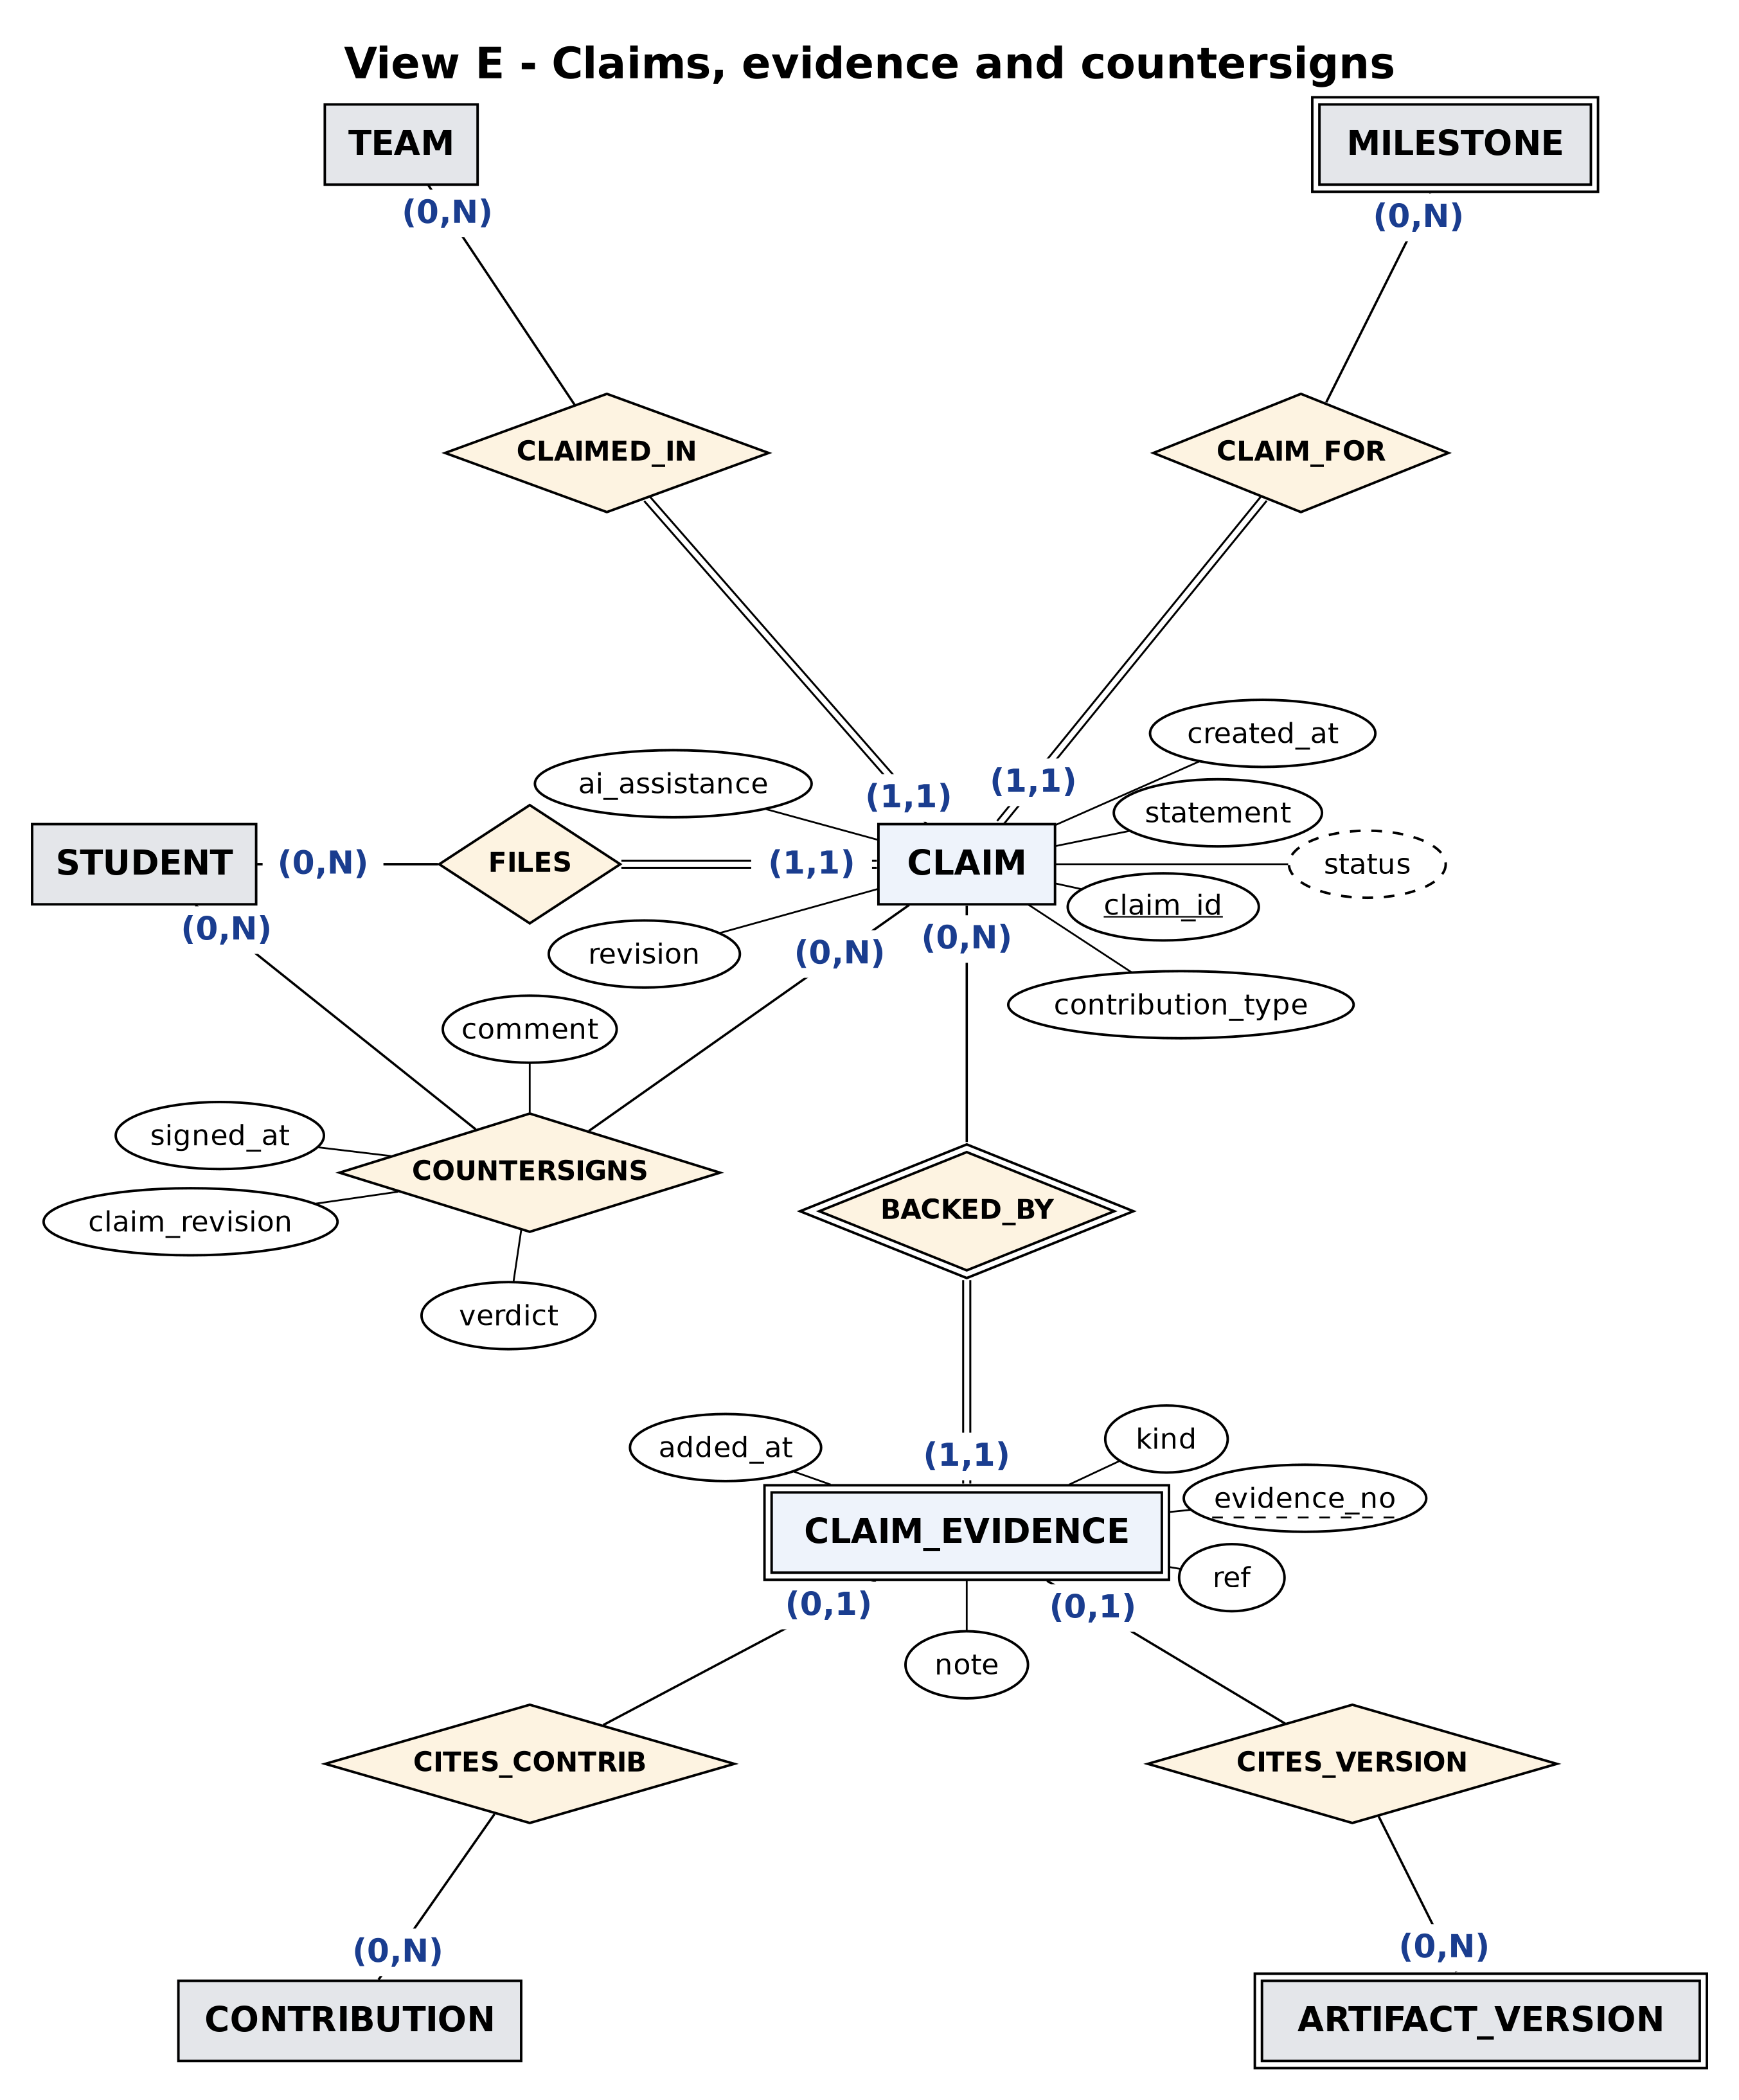 View E - Claims, evidence and countersigns
TEAM
MILESTONE
(0,N)
(0,N)
CLAIMED_IN
CLAIM_FOR
created_at
ai_assistance
(1,1)
(1,1)
statement
STUDENT
(0,N)
FILES
(1,1)
CLAIM
status
claim_id
(0,N)
revision
(0,N)
(0,N)
contribution_type
comment
signed_at
COUNTERSIGNS
claim_revision
BACKED_BY
verdict
added_at
(1,1)
kind
evidence_no
CLAIM_EVIDENCE
ref
(0,1)
(0,1)
note
CITES_CONTRIB
CITES_VERSION
(0,N)
(0,N)
CONTRIBUTION
ARTIFACT_VERSION